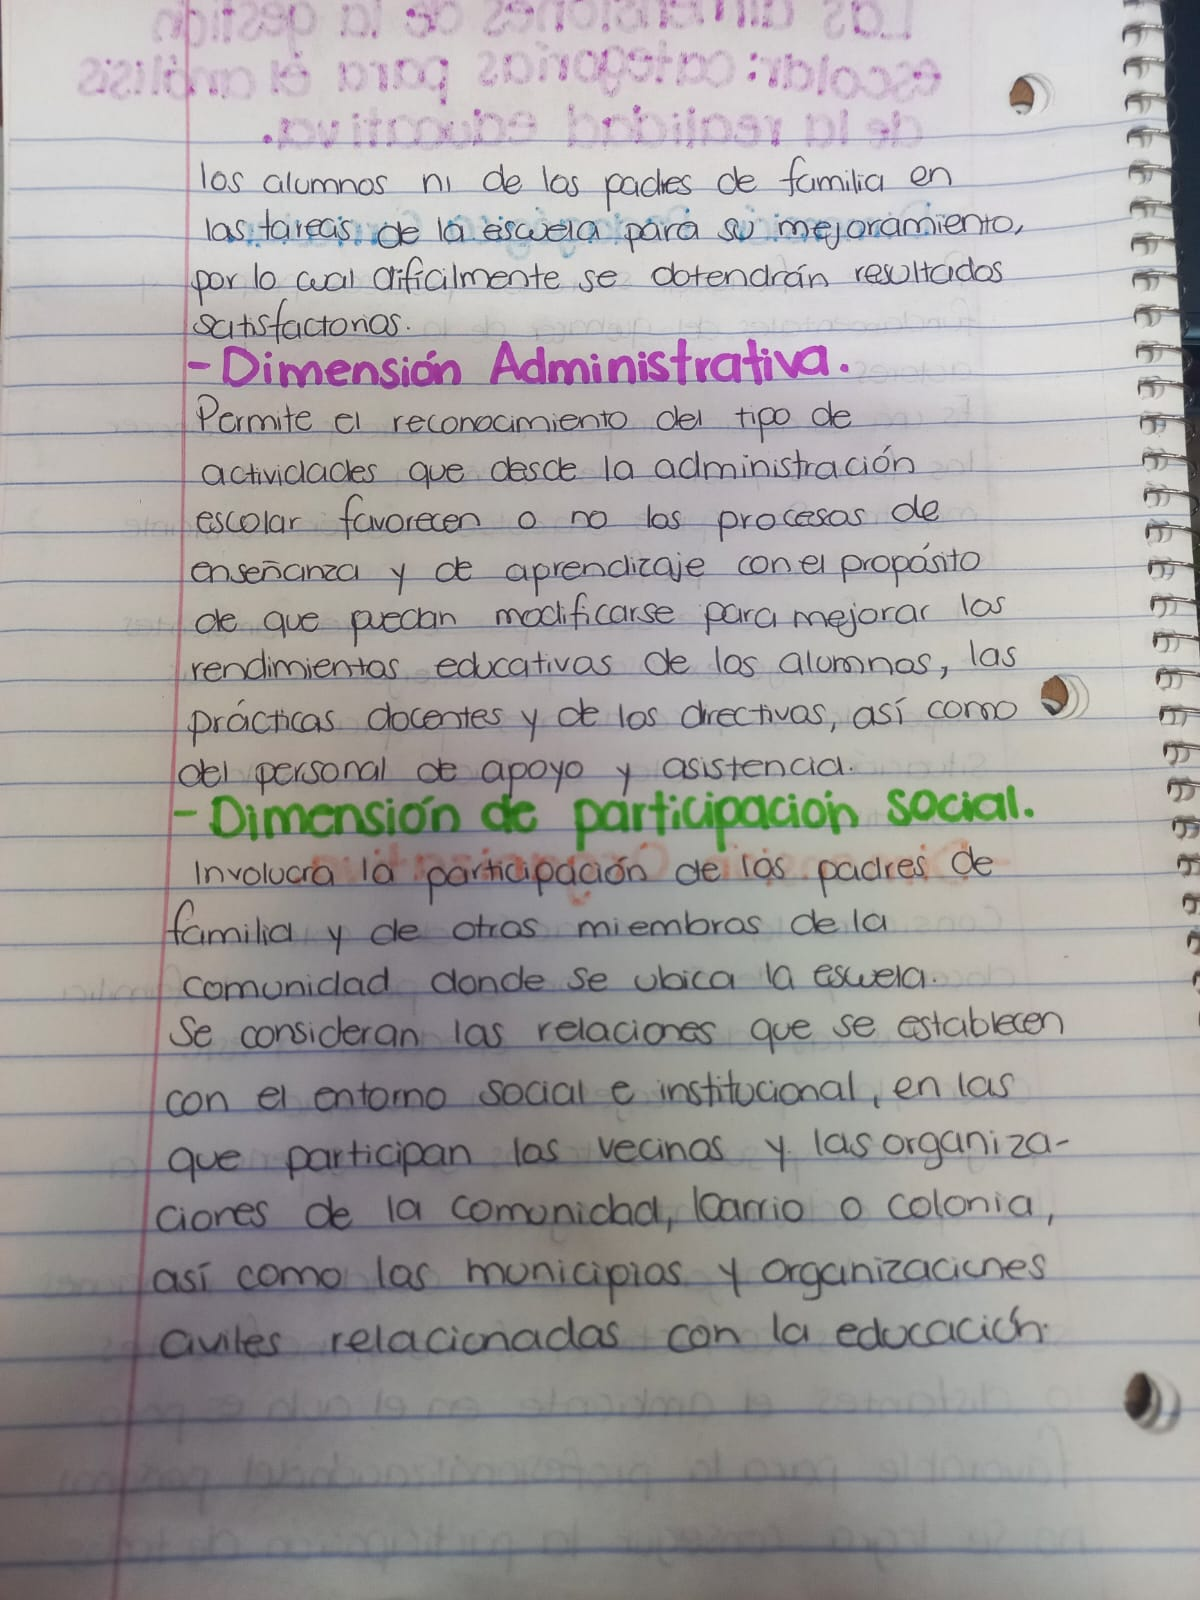 los alumnos ni de los padres de familia en
las tareas de la escuela para su mejoramiento,
por lo cual dificilmente se obtendrán resultados
satisfactorios.
- Dimensión Administrativa.
Permite el reconocimiento del tipo de
actividades que desde la administración
escolar favorecen o no los procesos de
enseñanza y de aprendizaje con el propósito
de que puedan modificarse para mejorar los
rendimientos educativos de los alumnos, las
prácticas docentes y de los directivos, así como
del personal de apoyo y asistencia.
- Dimensión de participación social.
Involucra la participación de los padres de
familia y de otros miembros de la
comunidad donde se ubica la escuela.
Se consideran las relaciones que se establecen
con el entorno social e institucional, en las
que participan los vecinos y las organiza-
ciones de la comunidad, barrio o colonia,
así como los municipios y organizaciones
civiles relacionadas con la educación.